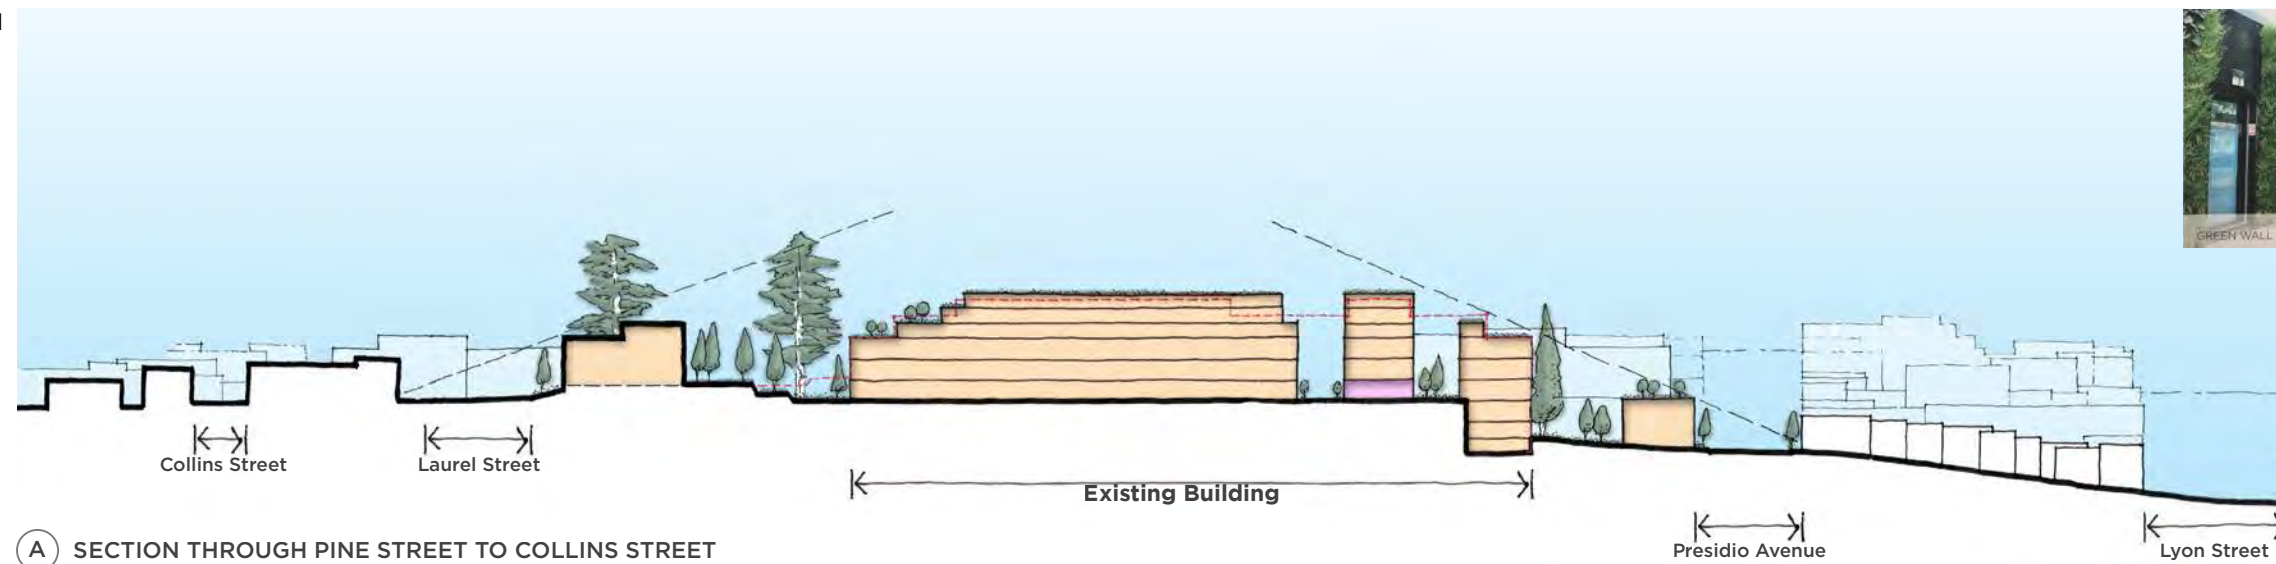 GREEN WALL
Collins Street
Laurel Street
Existing Building
Presidio Avenue
Lyon Street
A SECTION THROUGH PINE STREET TO COLLINS STREET